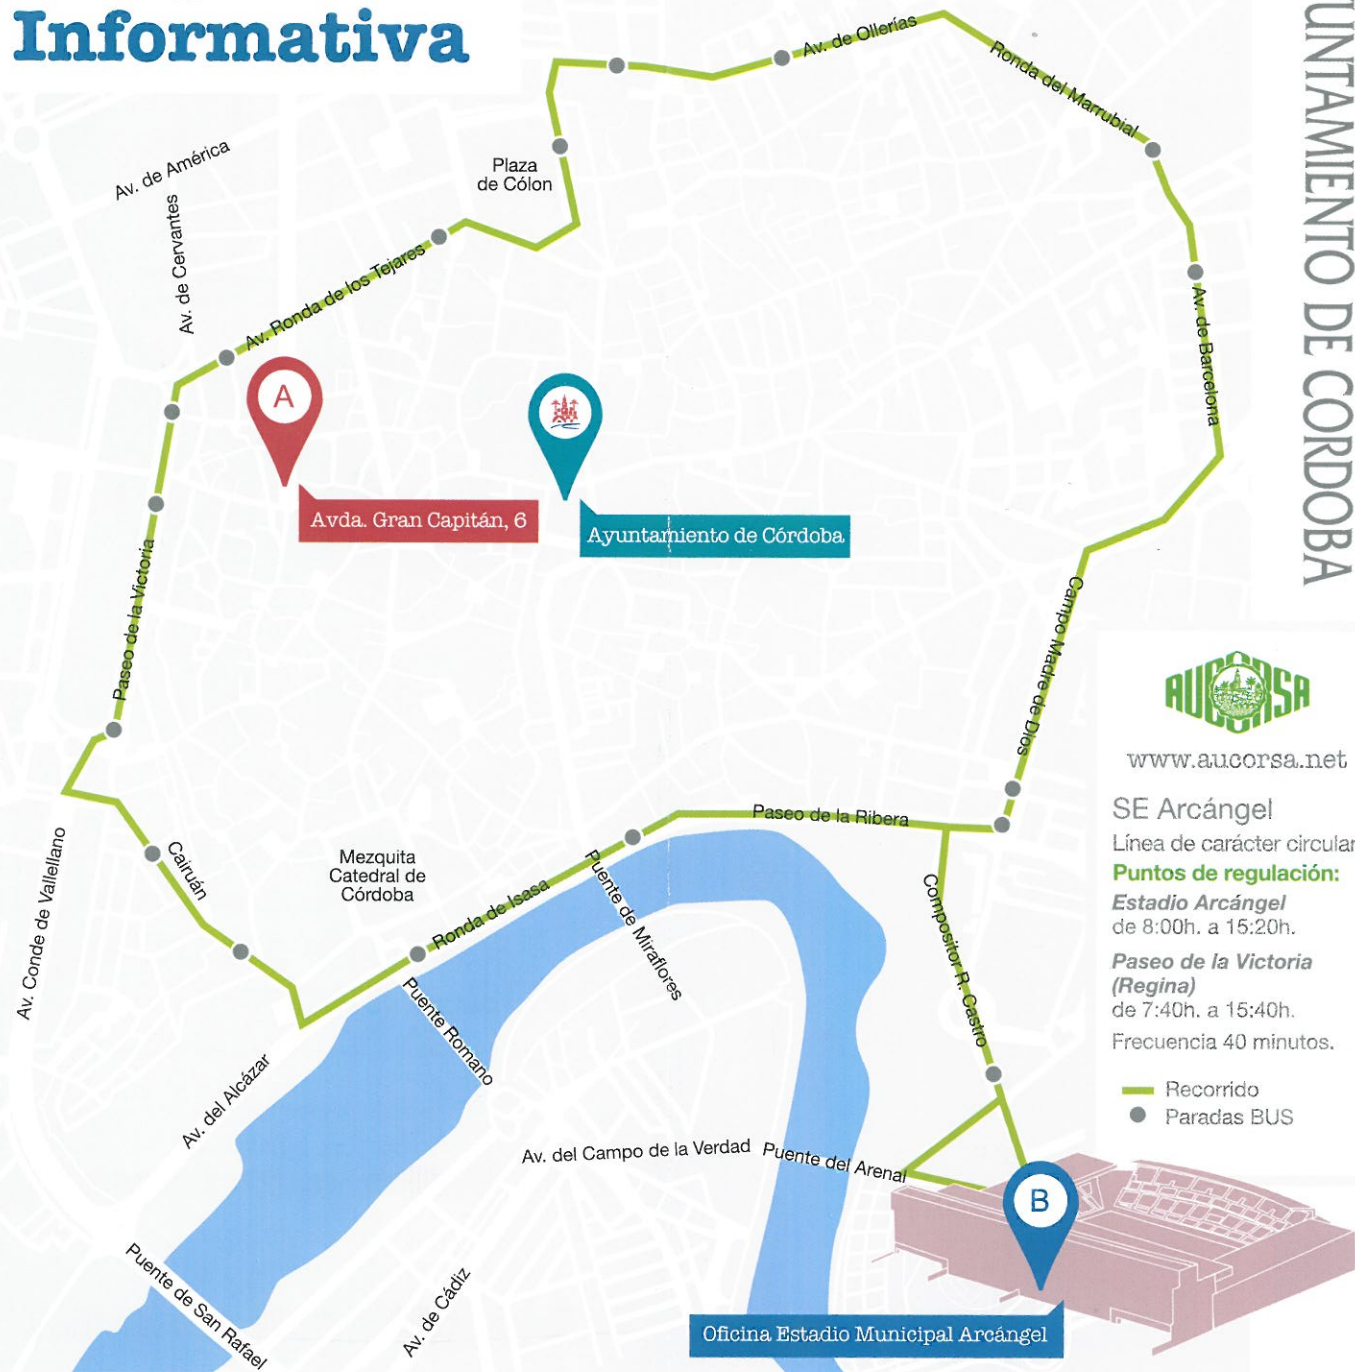 Informativa
UNTAMIENTO DE CORDOBA
Av. de Ollerías
Ronda del Marrubial
Av. de América
Plaza
de Cólon
Av. de Cervantes
Av. Ronda de los Tejares
Av. de Barcelona
A
Avda. Gran Capitán, 6
Ayuntamiento de Córdoba
Paseo de la Victoria
Campo Madre de Dios
AUCORSA
www.aucorsa.net
SE Arcángel
Línea de carácter circular
Puntos de regulación:
Estadio Arcángel
de 8:00h. a 15:20h.
Paseo de la Victoria
(Regina)
de 7:40h. a 15:40h.
Frecuencia 40 minutos.
Recorrido
Paradas BUS
Paseo de la Ribera
Av. Conde de Vallellano
Cairuán
Mezquita
Catedral de
Córdoba
Ronda de Isasa
Puente de Miraflores
Compositor R. Castro
Puente Romano
Av. del Alcázar
Av. del Campo de la Verdad
Puente del Arenal
B
Puente de San Rafael
Av. de Cádiz
Oficina Estadio Municipal Arcángel